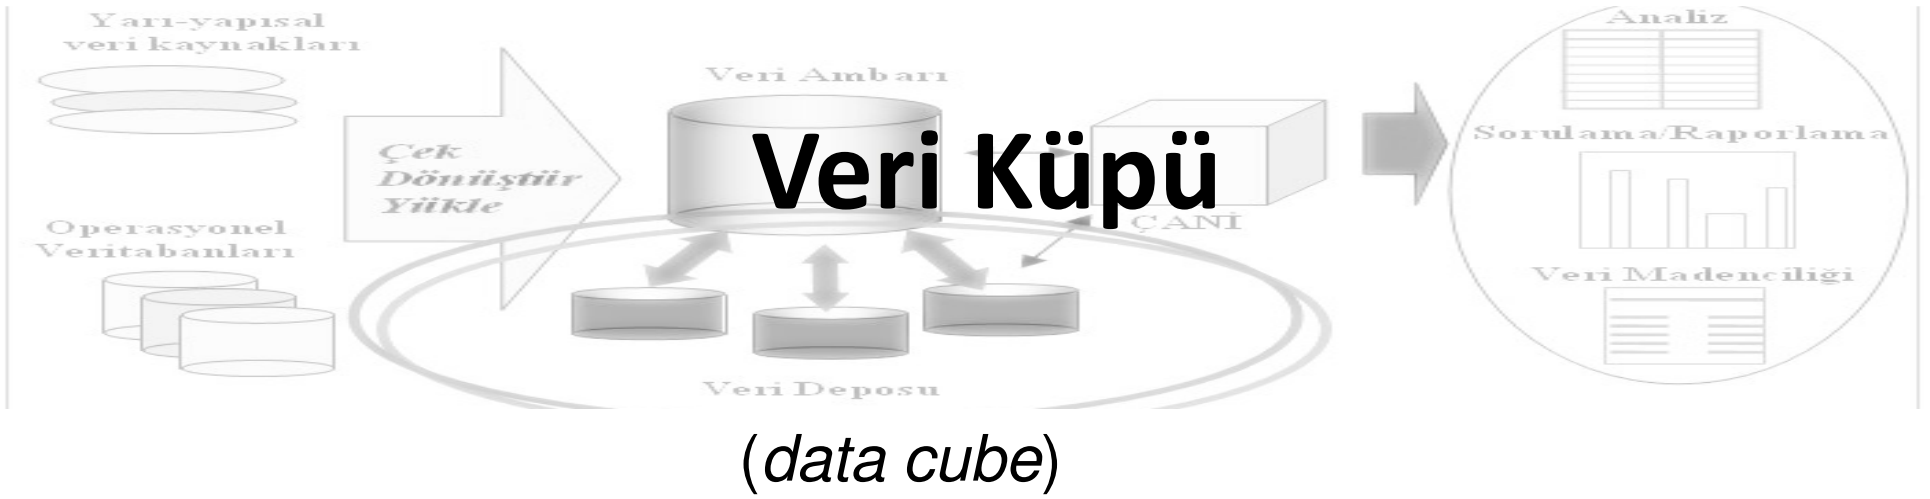 Yarı-yapısal
veri kaynakları
Operasyonel
Veritabanları
Çek
Dönüştür
Yükle
Veri Ambarı
Veri Küpü
ÇANİ
Veri Deposu
Analiz
Sorulama/Raporlama
Veri Madenciliği
(data cube)